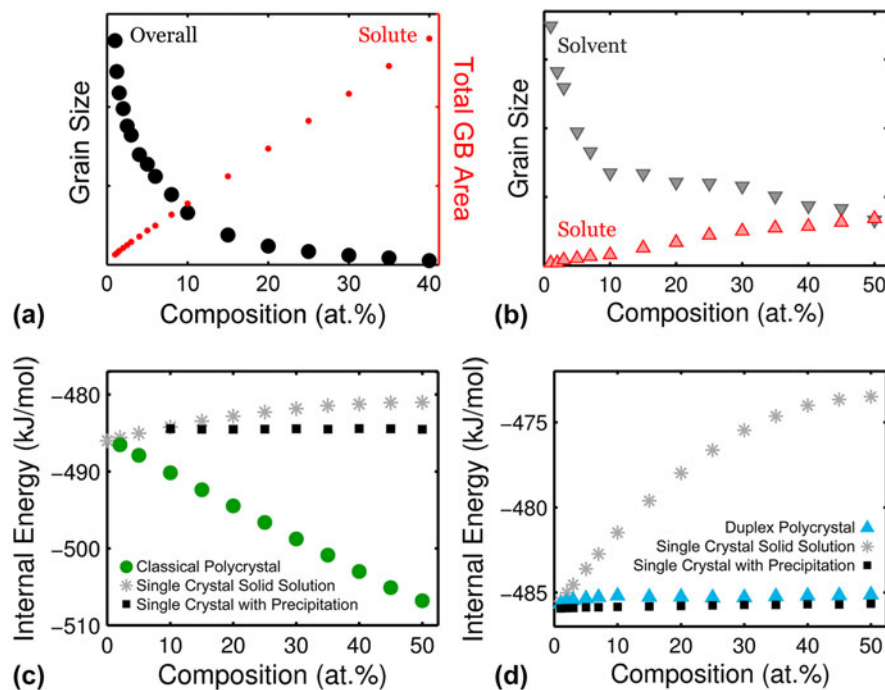 Overall
Solute
Grain Size
Total GB Area
0
10
20
30
40
(a)
Composition (at.%)
Solvent
Solute
Grain Size
0
10
20
30
40
50
(b)
Composition (at.%)
Internal Energy (kJ/mol)
−480
−490
−500
−510
Classical Polycrystal
Single Crystal Solid Solution
Single Crystal with Precipitation
0
10
20
30
40
50
(c)
Composition (at.%)
Internal Energy (kJ/mol)
−475
−480
−485
Duplex Polycrystal
Single Crystal Solid Solution
Single Crystal with Precipitation
0
10
20
30
40
50
(d)
Composition (at.%)